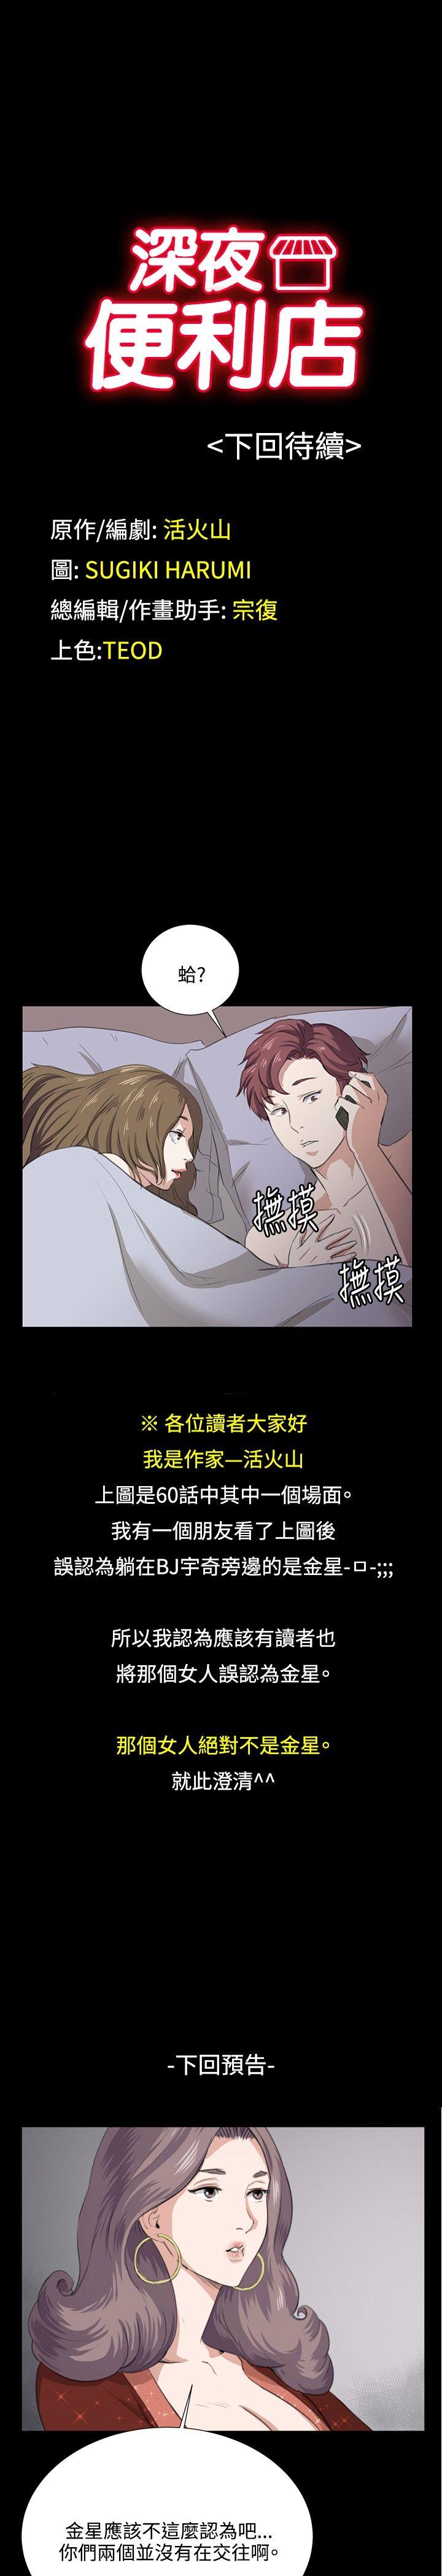 深夜
便利店
<下回待續>
原作/編劇: 活火山
圖: SUGIKI HARUMI
總編輯/作畫助手: 宗復
上色:TEOD
蛤?
撫摸
撫摸
※ 各位讀者大家好
我是作家—活火山
上圖是60話中其中一個場面。
我有一個朋友看了上圖後
誤認為躺在BJ宇奇旁邊的是金星-ㅁ-;;;
所以我認為應該有讀者也
將那個女人誤認為金星。
那個女人絕對不是金星。
就此澄清^^
-下回預告-
金星應該不這麼認為吧...
你們兩個並沒有在交往啊。